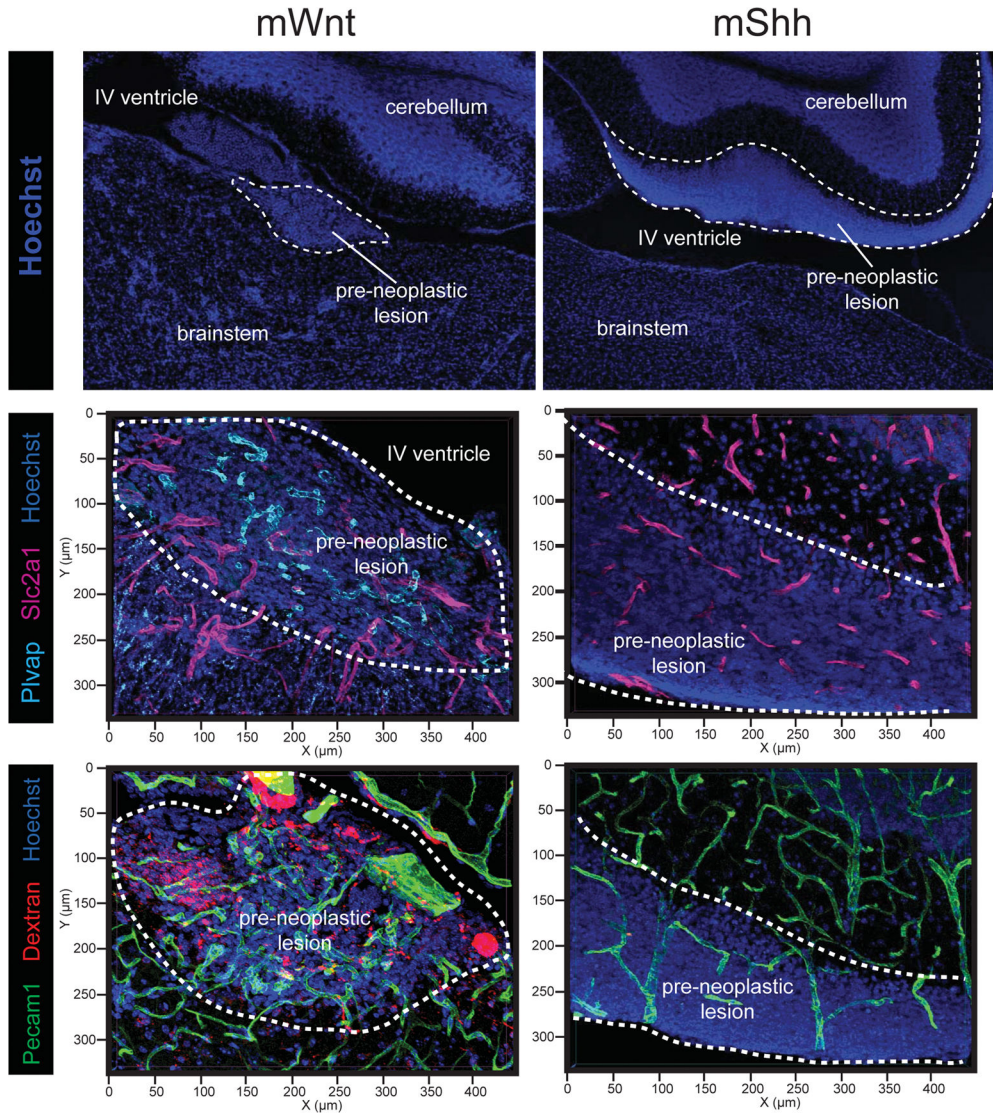 mWnt
mShh
Hoechst
IV ventricle
cerebellum
pre-neoplastic
lesion
brainstem
cerebellum
IV ventricle
pre-neoplastic
lesion
brainstem
Plvap Slc2a1 Hoechst
0
50
100
150
200
250
300
Y (µm)
IV ventricle
pre-neoplastic
lesion
0 50 100 150 200 250 300 350 400
X (µm)
0
50
100
150
200
250
300
pre-neoplastic
lesion
0 50 100 150 200 250 300 350 400
X (µm)
Pecam1 Dextran Hoechst
0
50
100
150
200
250
300
Y (µm)
pre-neoplastic
lesion
0 50 100 150 200 250 300 350 400
X (µm)
0
50
100
150
200
250
300
pre-neoplastic
lesion
0 50 100 150 200 250 300 350 400
X (µm)